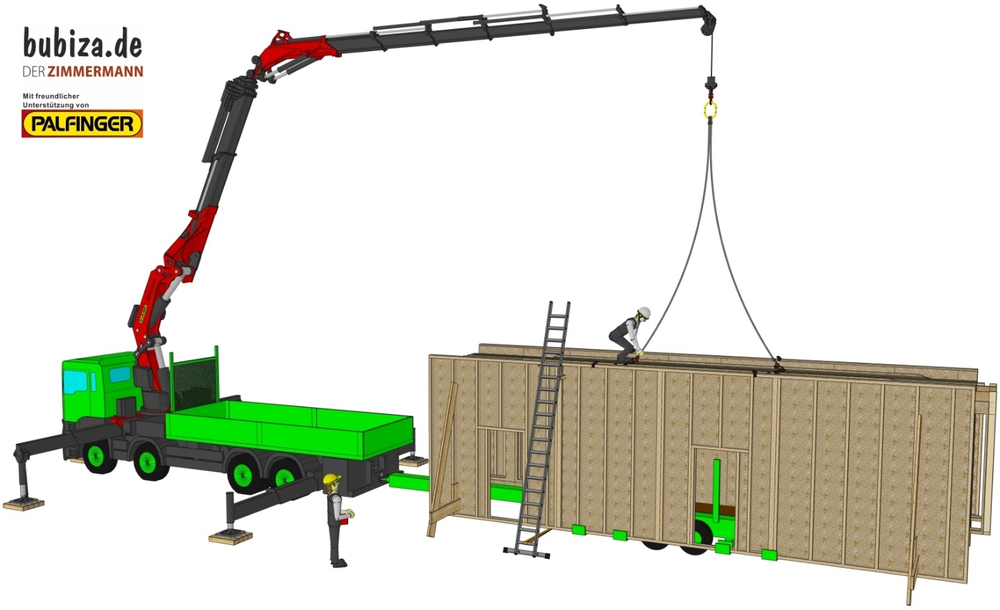 bubiza.de
DER ZIMMERMANN
Mit freundlicher
Unterstützung von
PALFINGER